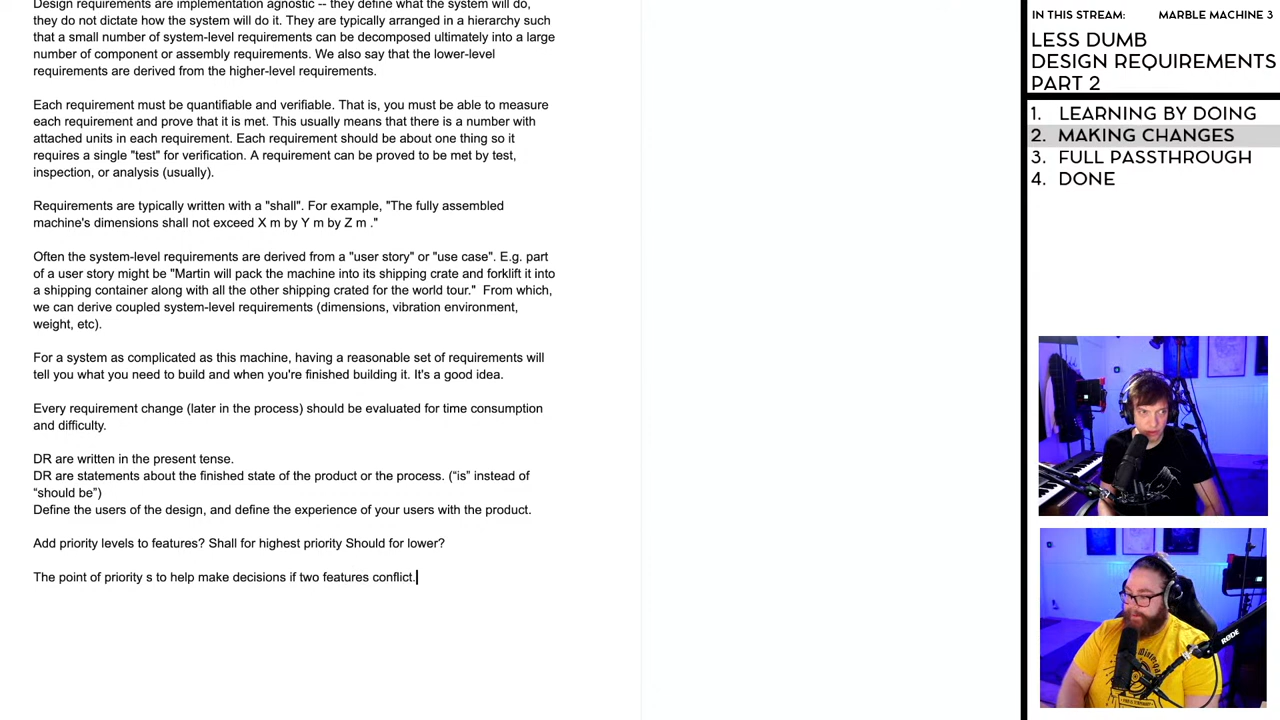 Design requirements are implementation agnostic -- they define what the system will do,
they do not dictate how the system will do it. They are typically arranged in a hierarchy such
that a small number of system-level requirements can be decomposed ultimately into a large
number of component or assembly requirements. We also say that the lower-level
requirements are derived from the higher-level requirements.
Each requirement must be quantifiable and verifiable. That is, you must be able to measure
each requirement and prove that it is met. This usually means that there is a number with
attached units in each requirement. Each requirement should be about one thing so it
requires a single "test" for verification. A requirement can be proved to be met by test,
inspection, or analysis (usually).
Requirements are typically written with a "shall". For example, "The fully assembled
machine's dimensions shall not exceed X m by Y m by Z m ."
Often the system-level requirements are derived from a "user story" or "use case". E.g. part
of a user story might be "Martin will pack the machine into its shipping crate and forklift it into
a shipping container along with all the other shipping crated for the world tour."  From which,
we can derive coupled system-level requirements (dimensions, vibration environment,
weight, etc).
For a system as complicated as this machine, having a reasonable set of requirements will
tell you what you need to build and when you're finished building it. It's a good idea.
Every requirement change (later in the process) should be evaluated for time consumption
and difficulty.
DR are written in the present tense.
DR are statements about the finished state of the product or the process. (“is” instead of
“should be”)
Define the users of the design, and define the experience of your users with the product.
Add priority levels to features? Shall for highest priority Should for lower?
The point of priority s to help make decisions if two features conflict.
IN THIS STREAM: MARBLE MACHINE 3
LESS DUMB
DESIGN REQUIREMENTS
PART 2
1. LEARNING BY DOING
2. MAKING CHANGES
3. FULL PASSTHROUGH
4. DONE
RØDE